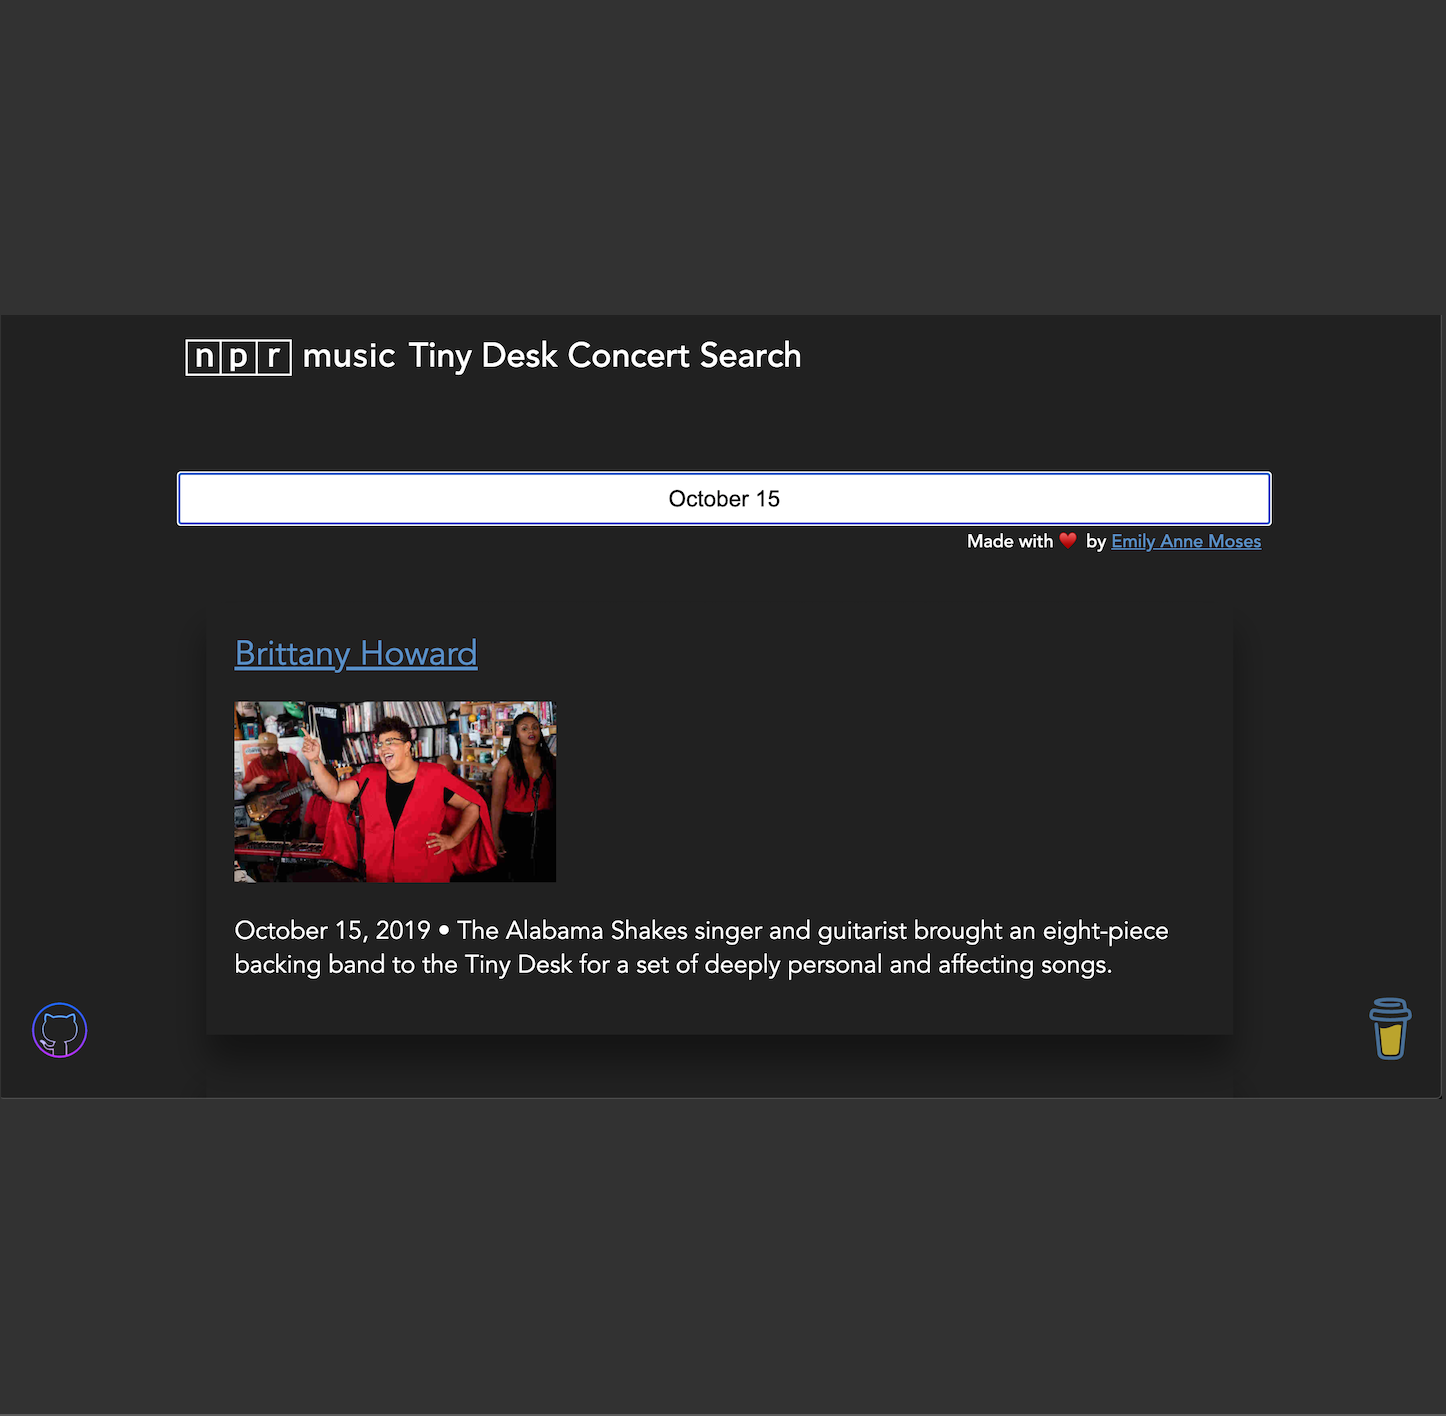 npr music Tiny Desk Concert Search
October 15
Made with ♥ by Emily Anne Moses
Brittany Howard
October 15, 2019 • The Alabama Shakes singer and guitarist brought an eight-piece
backing band to the Tiny Desk for a set of deeply personal and affecting songs.